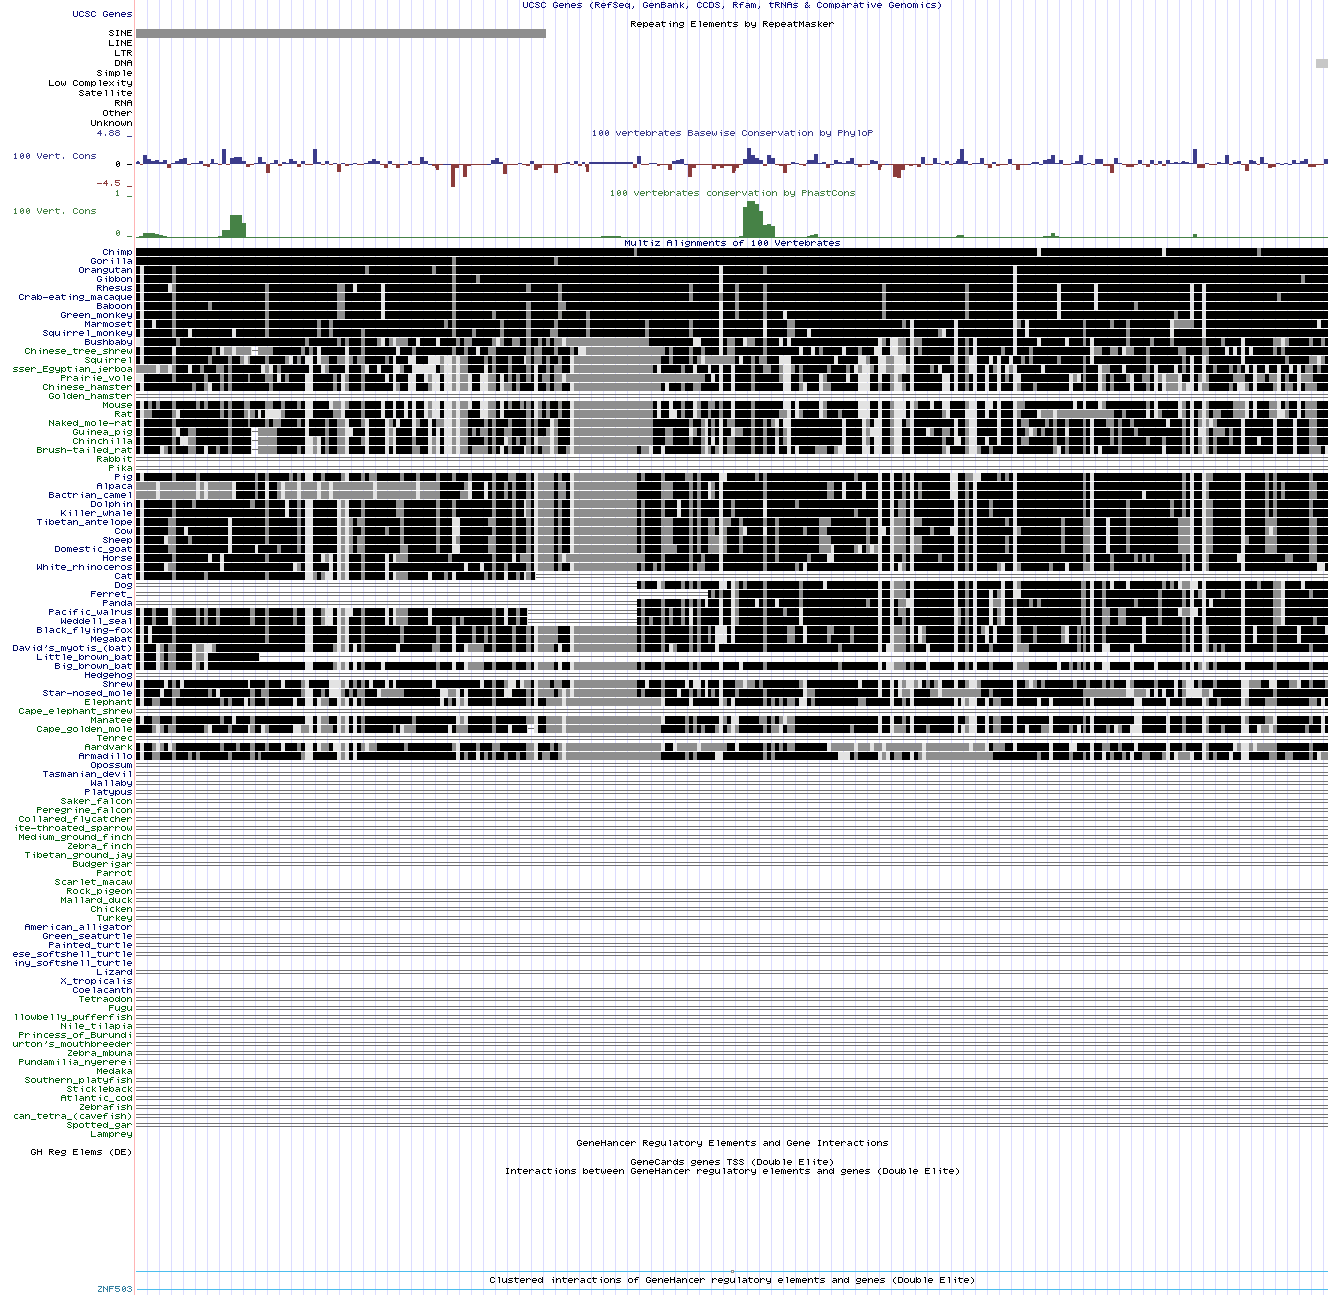 UCSC Genes (RefSeq, GenBank, CCDS, Rfam, tRNAs & Comparative Genomics)
UCSC Genes
Repeating Elements by RepeatMasker
SINE
LINE
LTR
DNA
Simple
Low Complexity
Satellite
RNA
Other
Unknown
4.88 _
100 vertebrates Basewise Conservation by PhyloP
100 Vert. Cons
0 _
-4.5 _
1 _
100 vertebrates conservation by PhastCons
100 Vert. Cons
0 _
Multiz Alignments of 100 Vertebrates
Chimp
Gorilla
Orangutan
Gibbon
Rhesus
Crab-eating_macaque
Baboon
Green_monkey
Marmoset
Squirrel_monkey
Bushbaby
Chinese_tree_shrew
Squirrel
sser_Egyptian_jerboa
Prairie_vole
Chinese_hamster
Golden_hamster
Mouse
Rat
Naked_mole-rat
Guinea_pig
Chinchilla
Brush-tailed_rat
Rabbit
Pika
Pig
Alpaca
Bactrian_camel
Dolphin
Killer_whale
Tibetan_antelope
Cow
Sheep
Domestic_goat
Horse
White_rhinoceros
Cat
Dog
Ferret_
Panda
Pacific_walrus
Weddell_seal
Black_flying-fox
Megabat
David's_myotis_(bat)
Little_brown_bat
Big_brown_bat
Hedgehog
Shrew
Star-nosed_mole
Elephant
Cape_elephant_shrew
Manatee
Cape_golden_mole
Tenrec
Aardvark
Armadillo
Opossum
Tasmanian_devil
Wallaby
Platypus
Saker_falcon
Peregrine_falcon
Collared_flycatcher
ite-throated_sparrow
Medium_ground_finch
Zebra_finch
Tibetan_ground_jay
Budgerigar
Parrot
Scarlet_macaw
Rock_pigeon
Mallard_duck
Chicken
Turkey
American_alligator
Green_seaturtle
Painted_turtle
ese_softshell_turtle
iny_softshell_turtle
Lizard
X_tropicalis
Coelacanth
Tetraodon
Fugu
llowbelly_pufferfish
Nile_tilapia
Princess_of_Burundi
urton's_mouthbreeder
Zebra_mbuna
Pundamilia_nyererei
Medaka
Southern_platyfish
Stickleback
Atlantic_cod
Zebrafish
can_tetra_(cavefish)
Spotted_gar
Lamprey
GeneHancer Regulatory Elements and Gene Interactions
GH Reg Elems (DE)
GeneCards genes TSS (Double Elite)
Interactions between GeneHancer regulatory elements and genes (Double Elite)
Clustered interactions of GeneHancer regulatory elements and genes (Double Elite)
ZNF503